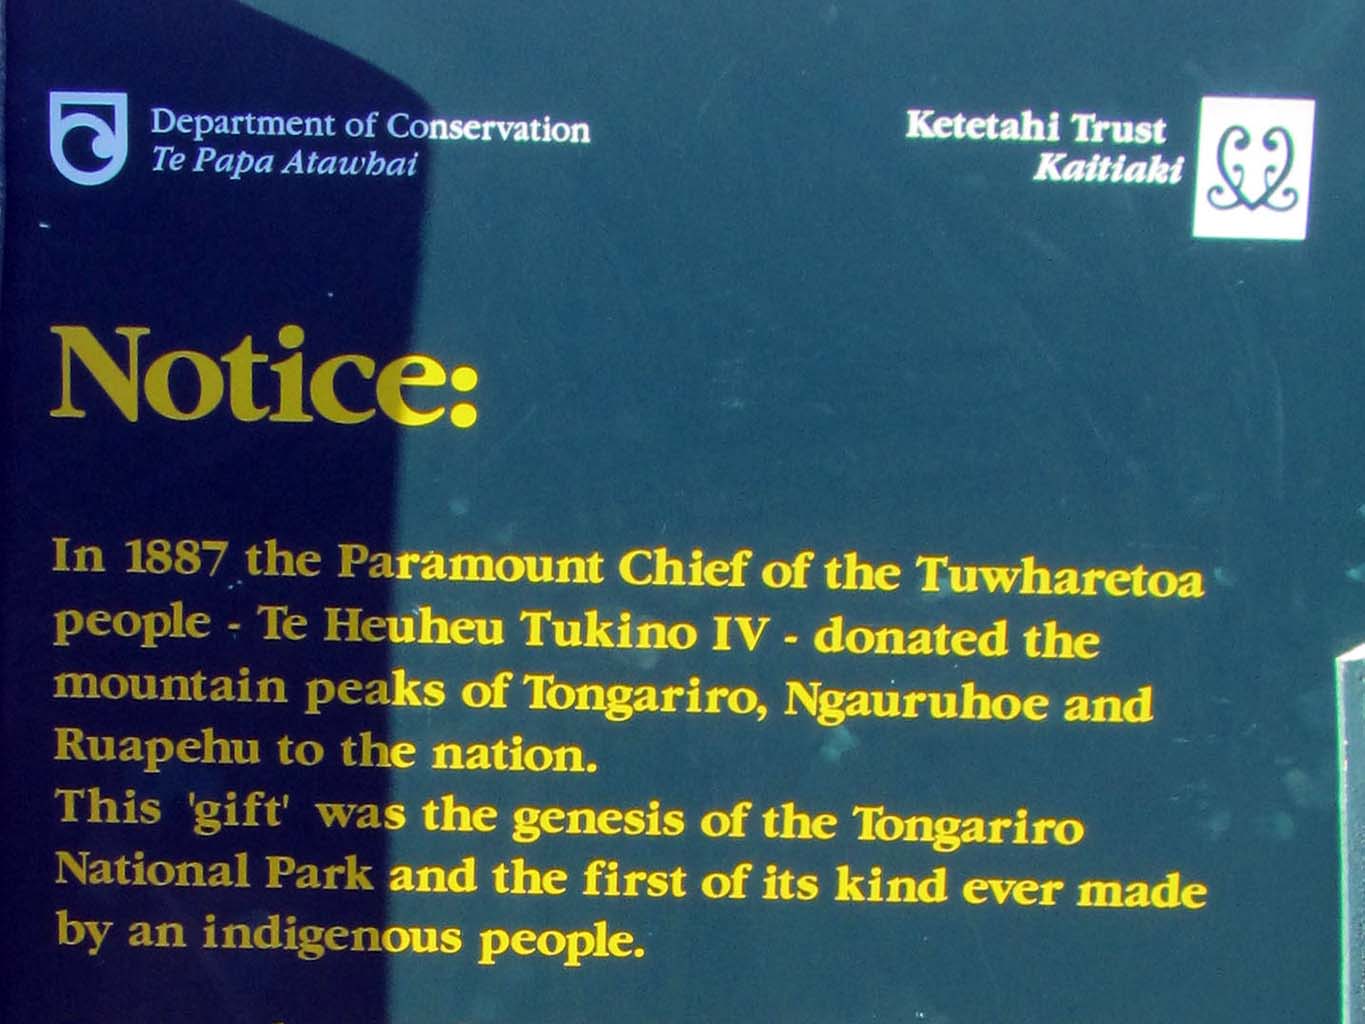 Department of Conservation
Te Papa Atawhai
Ketetahi Trust
Kaitiaki
Notice:
In 1887 the Paramount Chief of the Tuwharetoa
people - Te Heuheu Tukino IV - donated the
mountain peaks of Tongariro, Ngauruhoe and
Ruapehu to the nation.
This 'gift' was the genesis of the Tongariro
National Park and the first of its kind ever made
by an indigenous people.